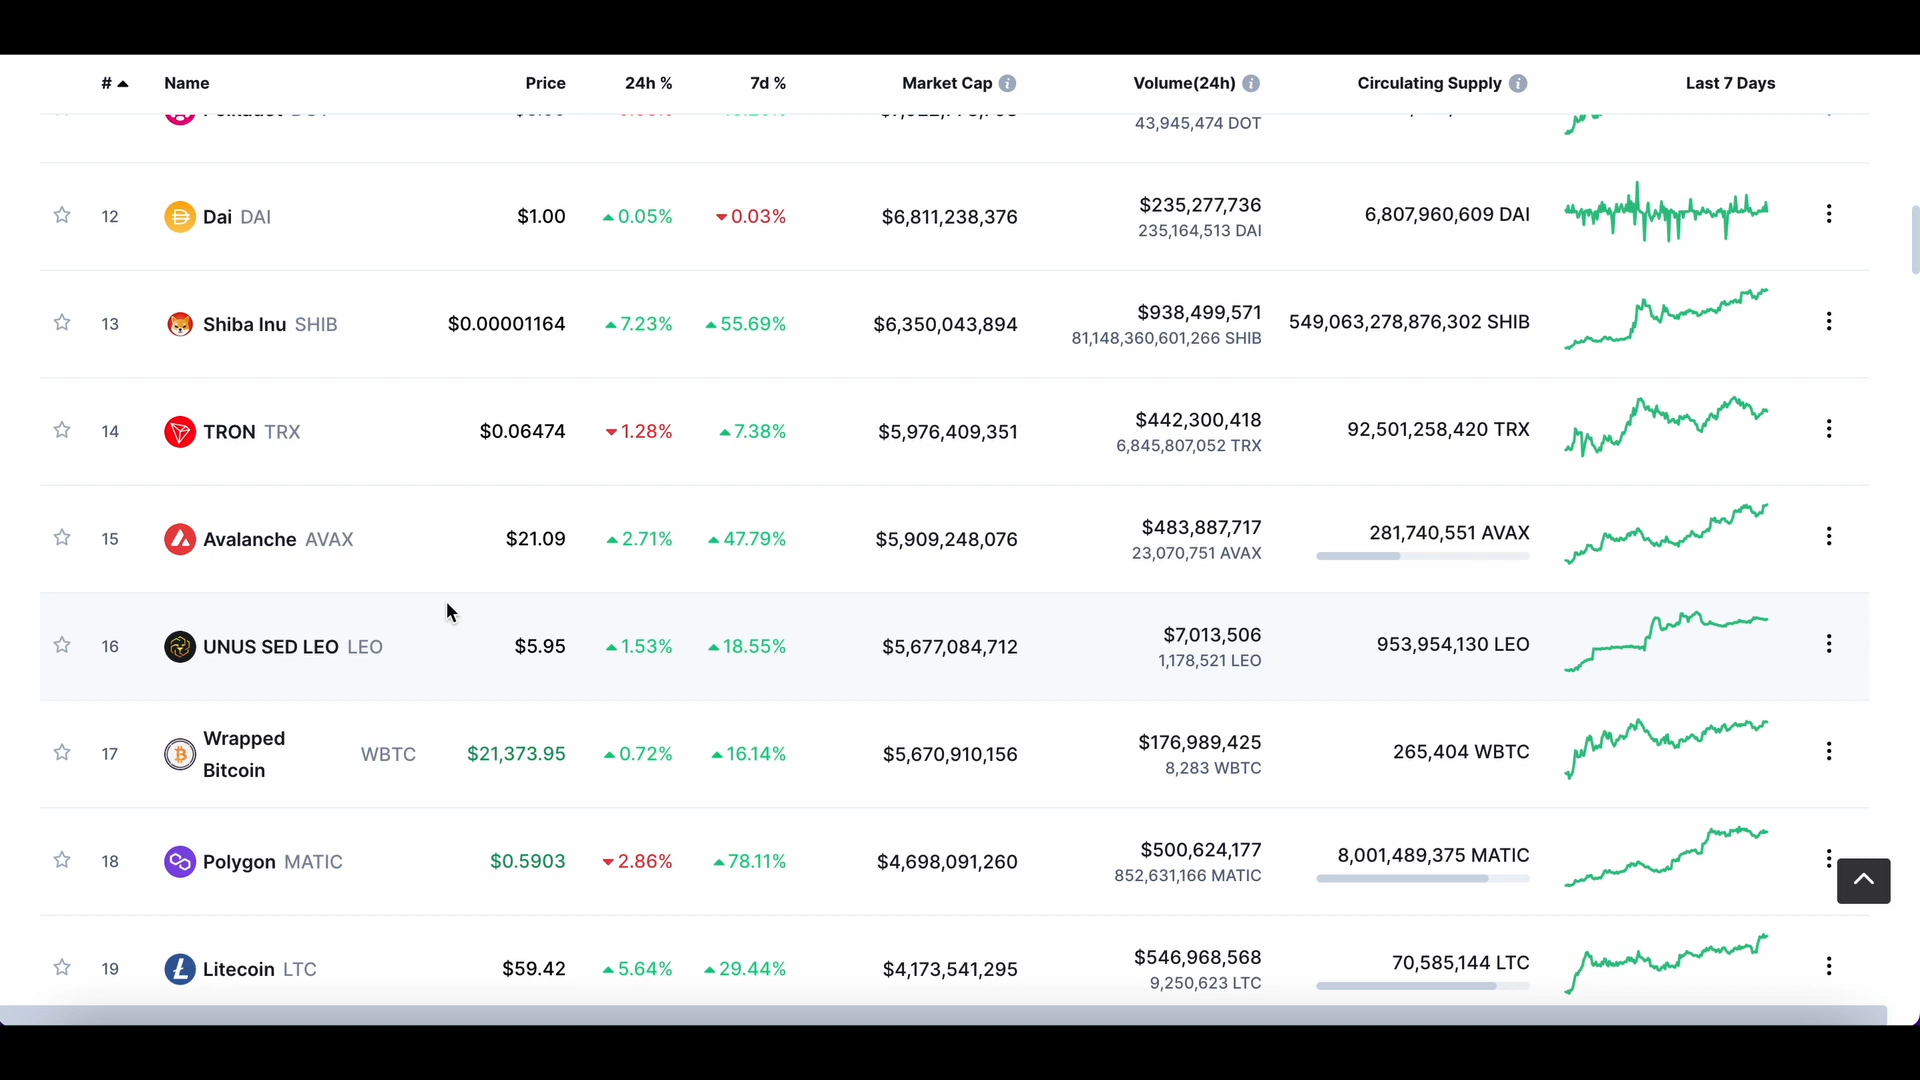 # Name Price 24h % 7d % Market Cap Volume(24h) Circulating Supply Last 7 Days
43,945,474 DOT
12 Dai DAI $1.00 0.05% 0.03% $6,811,238,376 $235,277,736 6,807,960,609 DAI
235,164,513 DAI
13 Shiba Inu SHIB $0.00001164 7.23% 55.69% $6,350,043,894 $938,499,571 549,063,278,876,302 SHIB
81,148,360,601,266 SHIB
14 TRON TRX $0.06474 1.28% 7.38% $5,976,409,351 $442,300,418 92,501,258,420 TRX
6,845,807,052 TRX
15 Avalanche AVAX $21.09 2.71% 47.79% $5,909,248,076 $483,887,717 281,740,551 AVAX
23,070,751 AVAX
16 UNUS SED LEO LEO $5.95 1.53% 18.55% $5,677,084,712 $7,013,506 953,954,130 LEO
1,178,521 LEO
17 Wrapped Bitcoin WBTC $21,373.95 0.72% 16.14% $5,670,910,156 $176,989,425 265,404 WBTC
8,283 WBTC
18 Polygon MATIC $0.5903 2.86% 78.11% $4,698,091,260 $500,624,177 8,001,489,375 MATIC
852,631,166 MATIC
19 Litecoin LTC $59.42 5.64% 29.44% $4,173,541,295 $546,968,568 70,585,144 LTC
9,250,623 LTC